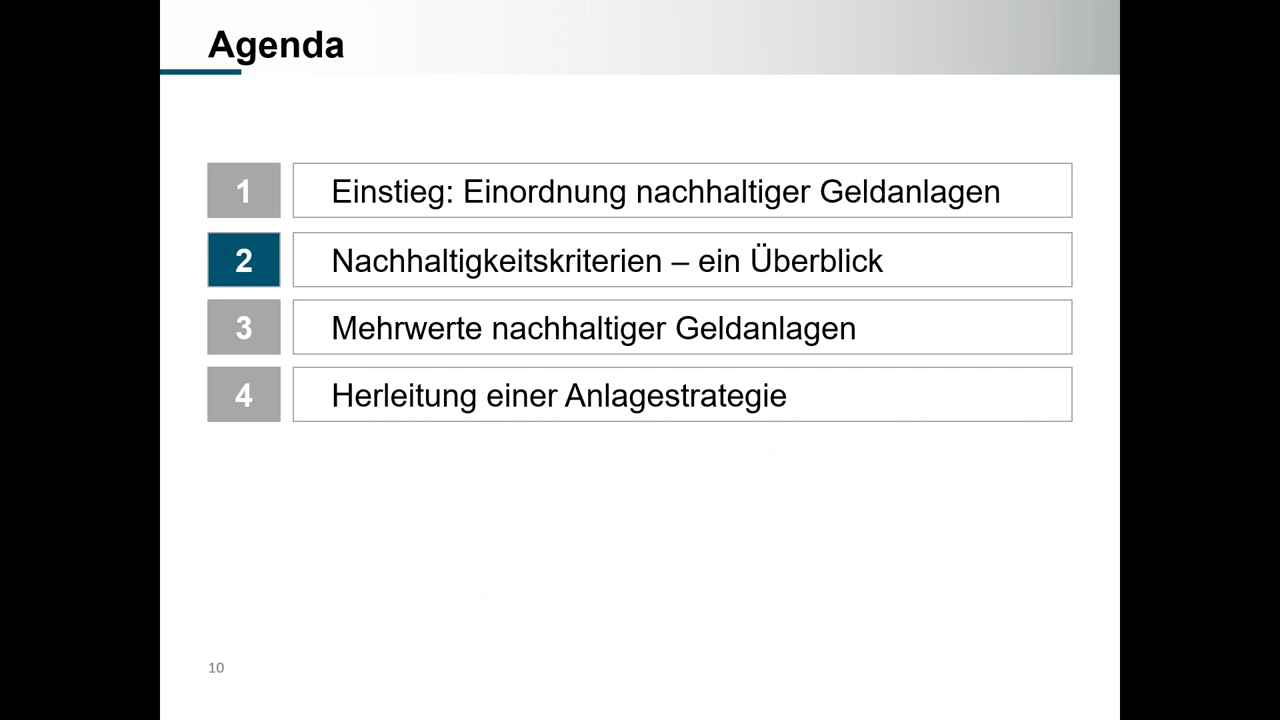 Agenda
1 Einstieg: Einordnung nachhaltiger Geldanlagen
2 Nachhaltigkeitskriterien – ein Überblick
3 Mehrwerte nachhaltiger Geldanlagen
4 Herleitung einer Anlagestrategie
10